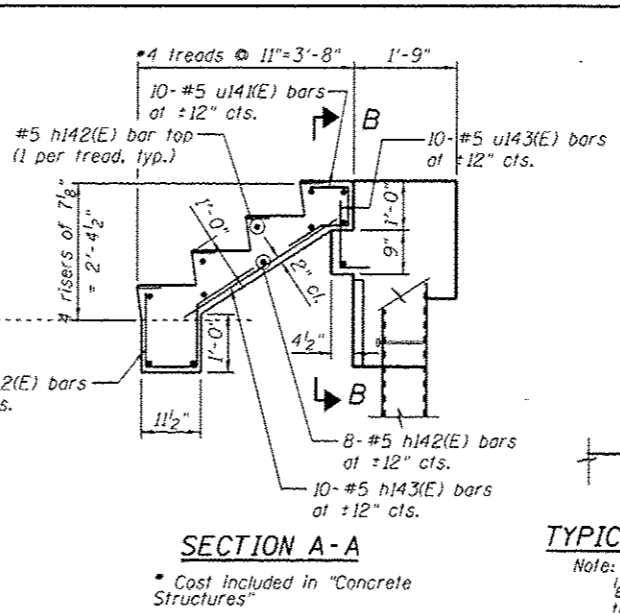 *4 treads @ 11"=3'-8"
1'-9"
10-#5 u141(E) bars
at ±12" cts.
B
#5 h142(E) bar top
(1 per tread, typ.)
10-#5 u143(E) bars
at ±12" cts.
4 risers of 7⅛"
= 2'-4½"
1'-0"
2" cl.
1'-0"
9"
4½"
1'-0"
2(E) bars
s.
11½"
B
8-#5 h142(E) bars
at ±12" cts.
10-#5 h143(E) bars
at ±12" cts.
SECTION A-A
* Cost included in "Concrete
Structures"
TYPIC
Note: